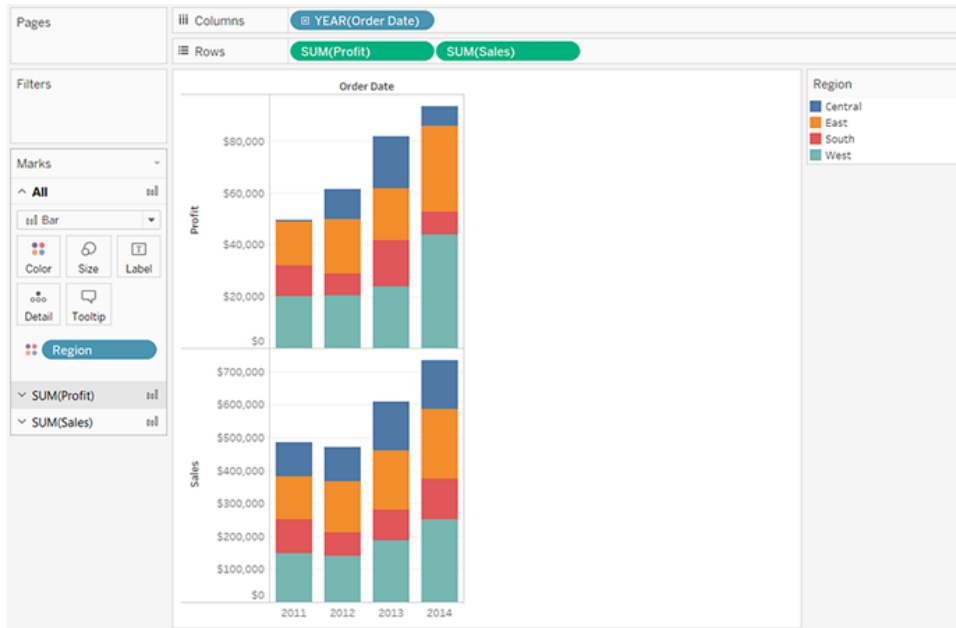 Pages
Columns
YEAR(Order Date)
Rows
SUM(Profit)
SUM(Sales)
Filters
Marks
All
Bar
Color
Size
Label
Detail
Tooltip
Region
SUM(Profit)
SUM(Sales)
Order Date
Profit
$80,000
$60,000
$40,000
$20,000
$0
Sales
$700,000
$600,000
$500,000
$400,000
$300,000
$200,000
$100,000
$0
2011 2012 2013 2014
Region
Central
East
South
West